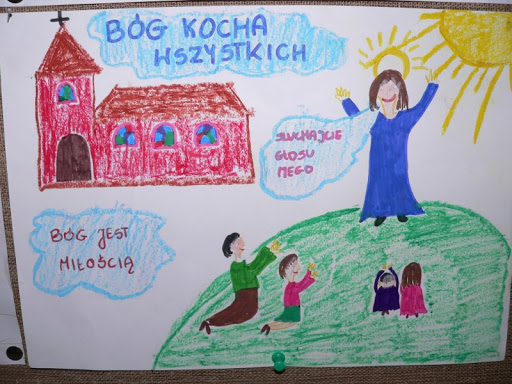 BÓG KOCHA
WSZYSTKICH
SŁUCHAJCIE
GŁOSU
MEGO
BÓG JEST
MIŁOŚCIĄ